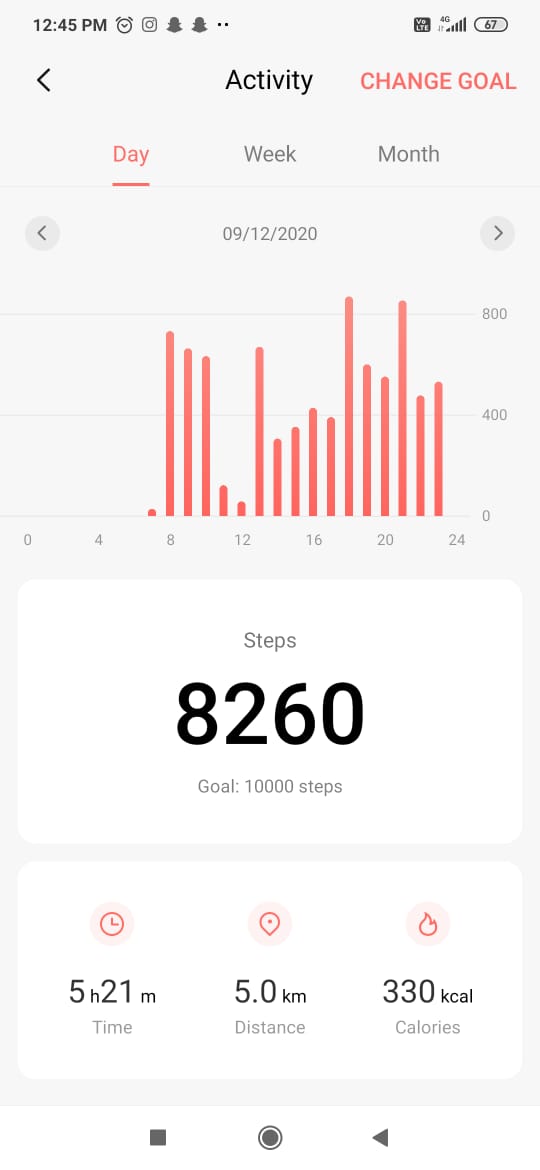 12:45 PM Vo LTE 4G 67
Activity CHANGE GOAL
Day Week Month
09/12/2020
800
400
0
0 4 8 12 16 20 24
Steps
8260
Goal: 10000 steps
5 h 21 m 5.0 km 330 kcal
Time Distance Calories